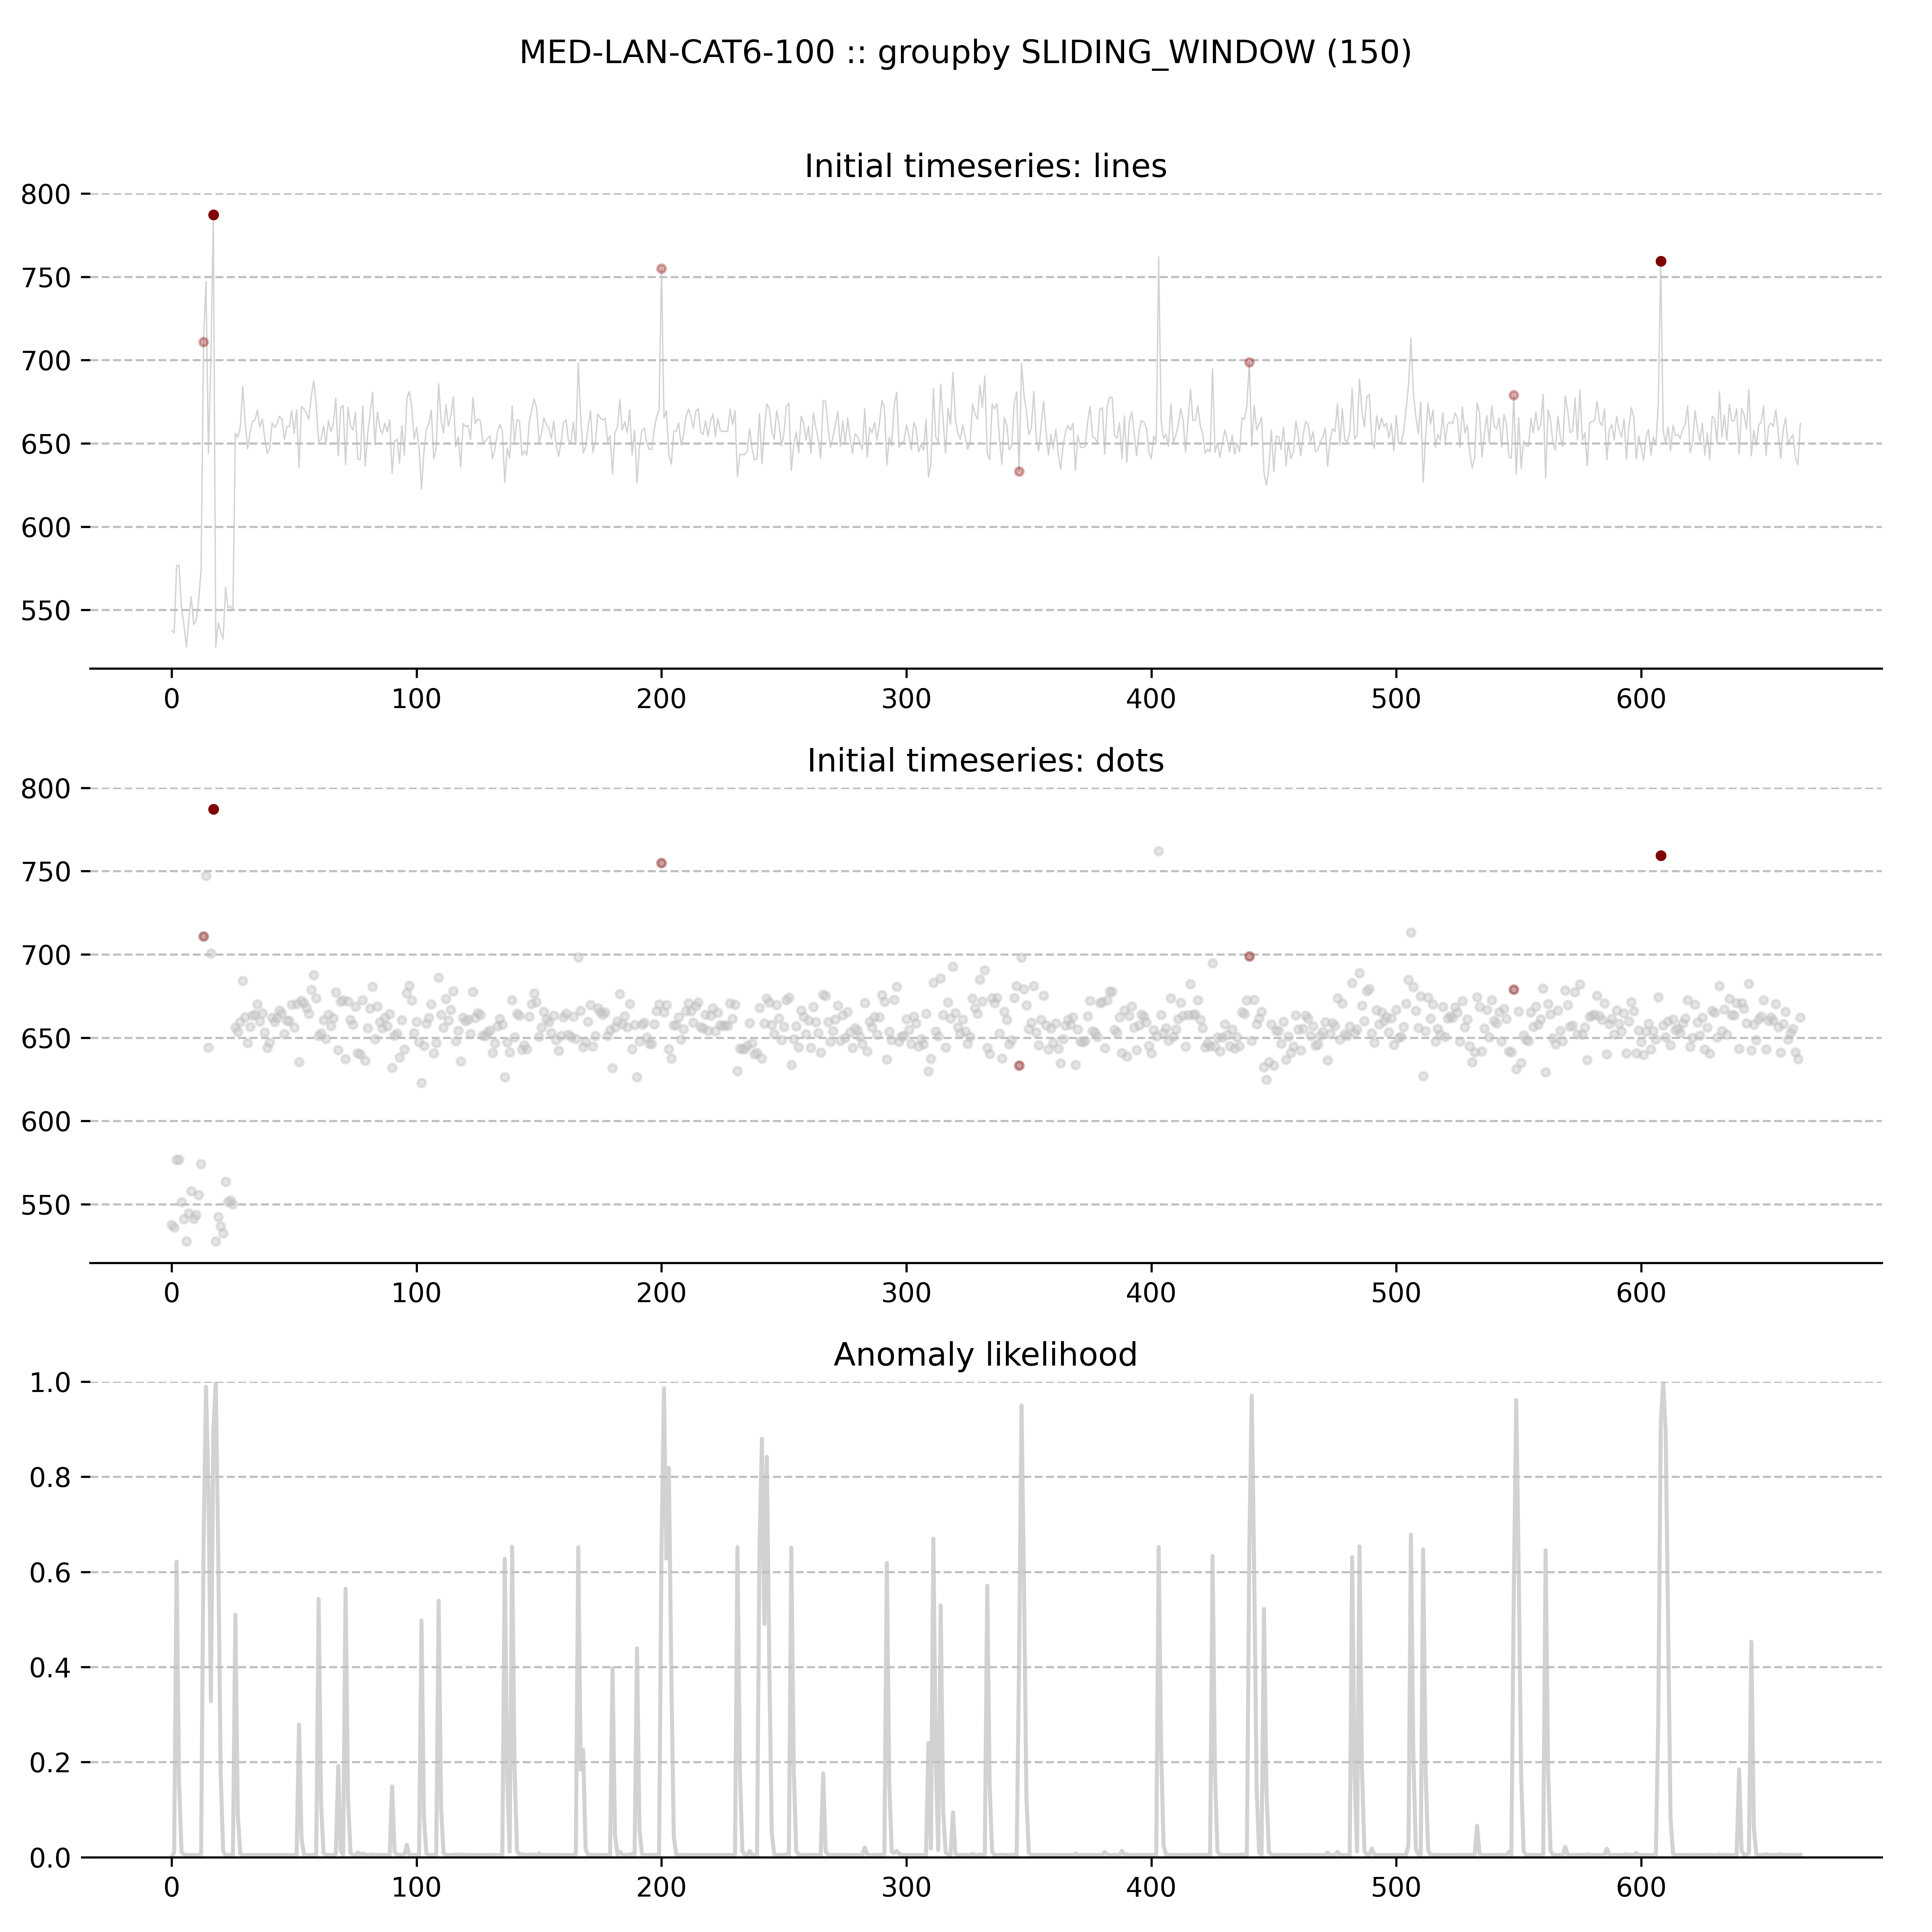 MED-LAN-CAT6-100 :: groupby SLIDING_WINDOW (150)
Initial timeseries: lines
800
750
700
650
600
550
0 100 200 300 400 500 600
Initial timeseries: dots
800
750
700
650
600
550
0 100 200 300 400 500 600
Anomaly likelihood
1.0
0.8
0.6
0.4
0.2
0.0
0 100 200 300 400 500 600